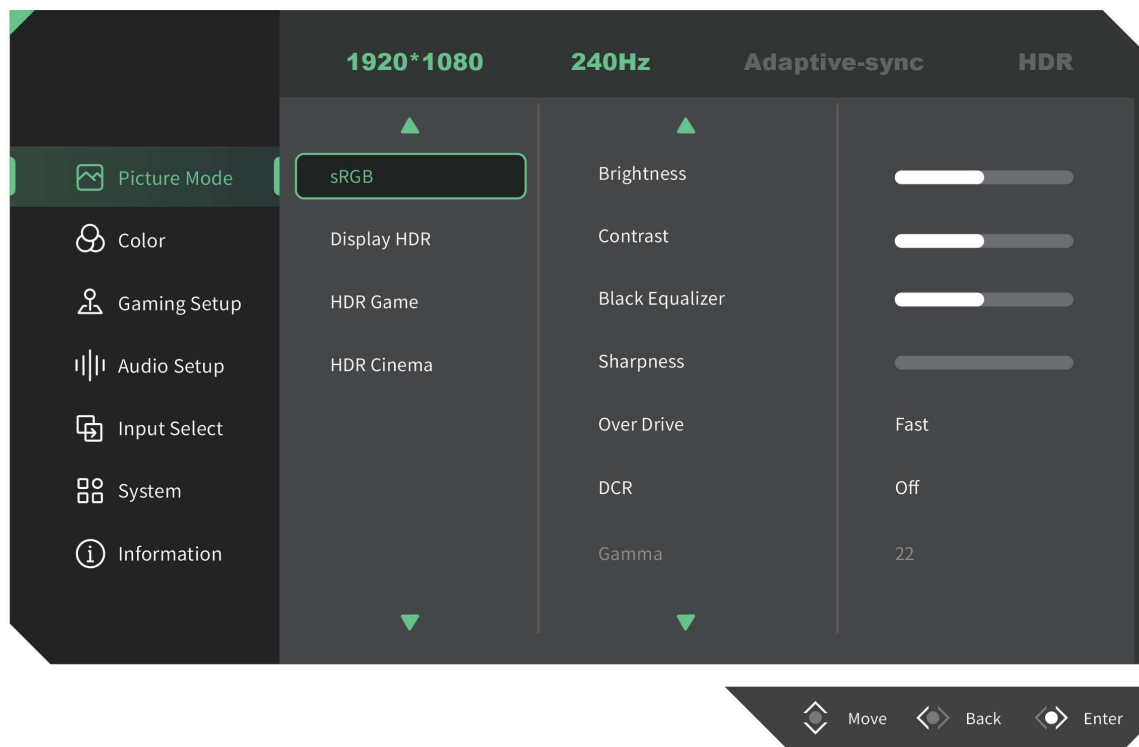 1920*1080 240Hz Adaptive-sync HDR
Picture Mode
Color
Gaming Setup
Audio Setup
Input Select
System
Information
sRGB
Display HDR
HDR Game
HDR Cinema
Brightness
Contrast
Black Equalizer
Sharpness
Over Drive Fast
DCR Off
Gamma 22
Move Back Enter